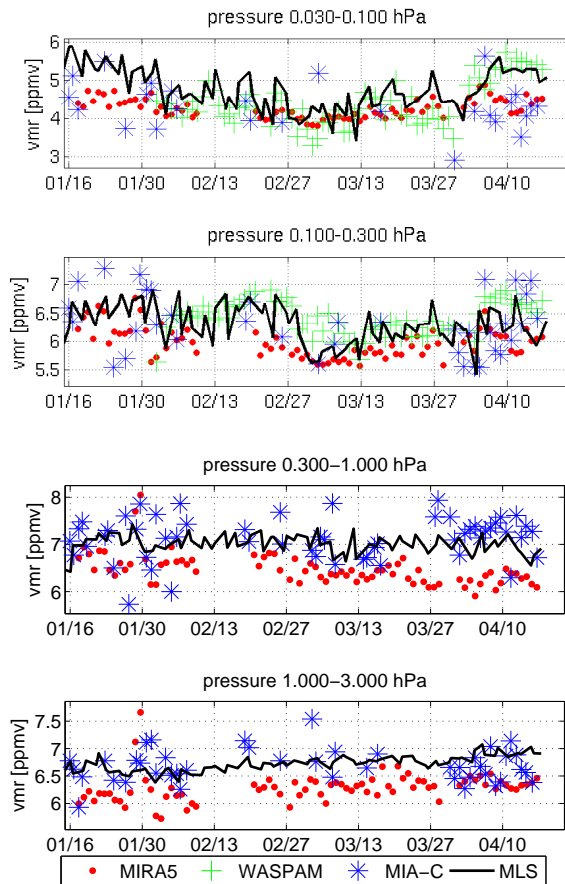 pressure 0.030-0.100 hPa
6
5
4
3
vmr [ppmv]
01/16 01/30 02/13 02/27 03/13 03/27 04/10
pressure 0.100-0.300 hPa
7
6.5
6
5.5
vmr [ppmv]
01/16 01/30 02/13 02/27 03/13 03/27 04/10
pressure 0.300−1.000 hPa
8
7
6
vmr [ppmv]
01/16 01/30 02/13 02/27 03/13 03/27 04/10
pressure 1.000−3.000 hPa
7.5
7
6.5
6
vmr [ppmv]
01/16 01/30 02/13 02/27 03/13 03/27 04/10
MIRA5 WASPAM MIA−C MLS